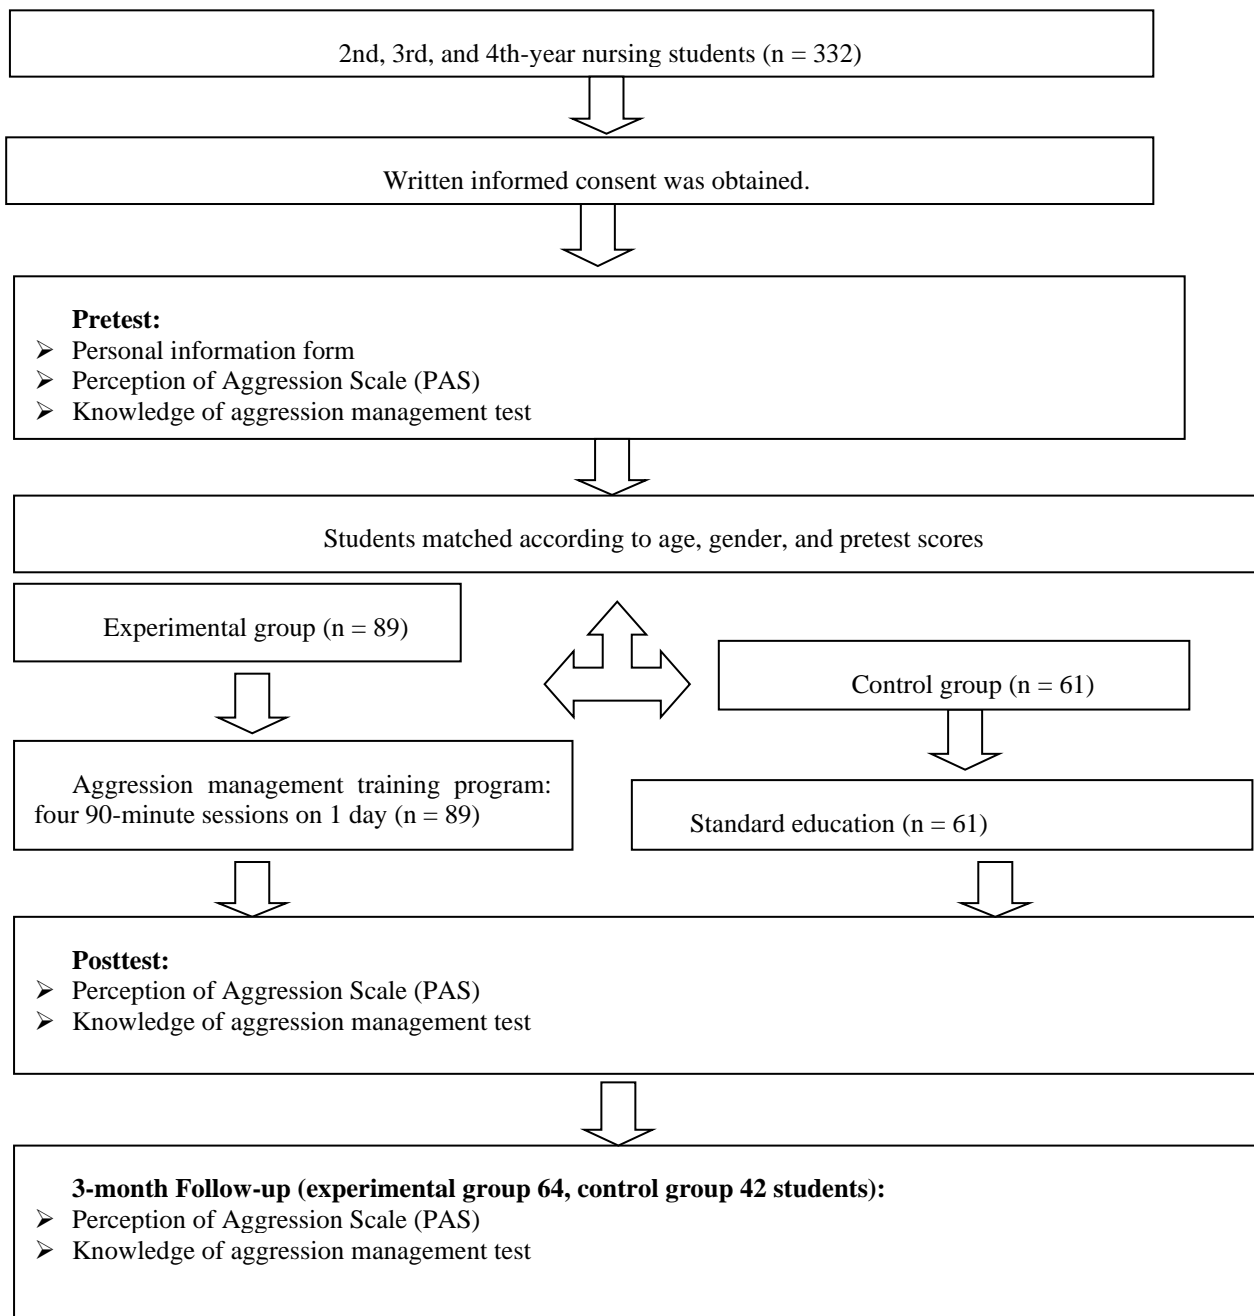 2nd, 3rd, and 4th-year nursing students (n = 332)
Written informed consent was obtained.
Pretest:
➢ Personal information form
➢ Perception of Aggression Scale (PAS)
➢ Knowledge of aggression management test
Students matched according to age, gender, and pretest scores
Experimental group (n = 89)
Control group (n = 61)
Aggression management training program:
four 90-minute sessions on 1 day (n = 89)
Standard education (n = 61)
Posttest:
➢ Perception of Aggression Scale (PAS)
➢ Knowledge of aggression management test
3-month Follow-up (experimental group 64, control group 42 students):
➢ Perception of Aggression Scale (PAS)
➢ Knowledge of aggression management test